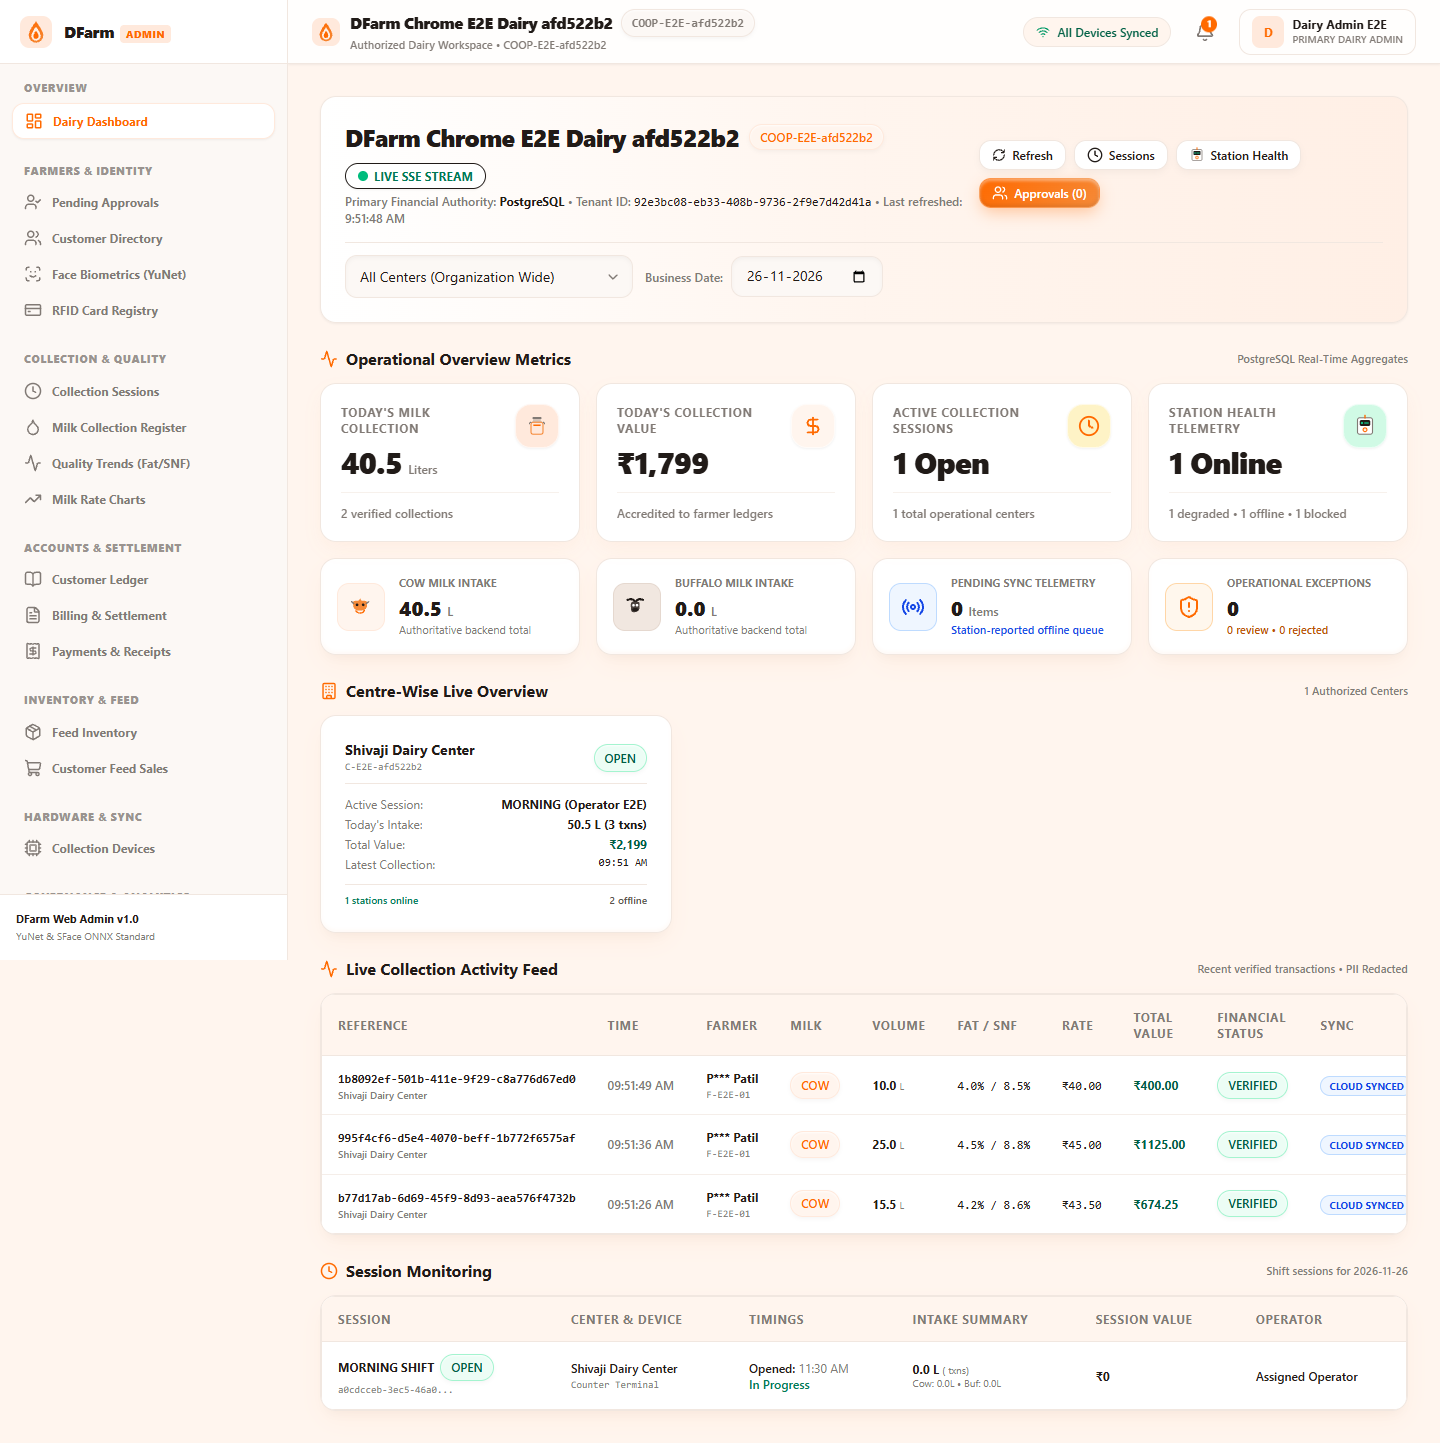 DFarm ADMIN
OVERVIEW
Dairy Dashboard
FARMERS & IDENTITY
Pending Approvals
Customer Directory
Face Biometrics (YuNet)
RFID Card Registry
COLLECTION & QUALITY
Collection Sessions
Milk Collection Register
Quality Trends (Fat/SNF)
Milk Rate Charts
ACCOUNTS & SETTLEMENT
Customer Ledger
Billing & Settlement
Payments & Receipts
INVENTORY & FEED
Feed Inventory
Customer Feed Sales
HARDWARE & SYNC
Collection Devices
DFarm Web Admin v1.0
YuNet & SFace ONNX Standard
DFarm Chrome E2E Dairy afd522b2 COOP-E2E-afd522b2
Authorized Dairy Workspace • COOP-E2E-afd522b2
All Devices Synced
1
D
Dairy Admin E2E
PRIMARY DAIRY ADMIN
DFarm Chrome E2E Dairy afd522b2 COOP-E2E-afd522b2
LIVE SSE STREAM
Primary Financial Authority: PostgreSQL • Tenant ID: 92e3bc08-eb33-408b-9736-2f9e7d42d41a • Last refreshed:
9:51:48 AM
Refresh
Sessions
Station Health
Approvals (0)
All Centers (Organization Wide)
Business Date: 26-11-2026
Operational Overview Metrics
PostgreSQL Real-Time Aggregates
TODAY'S MILK
COLLECTION
40.5 Liters
2 verified collections
TODAY'S COLLECTION
VALUE
₹1,799
Accredited to farmer ledgers
ACTIVE COLLECTION
SESSIONS
1 Open
1 total operational centers
STATION HEALTH
TELEMETRY
1 Online
1 degraded • 1 offline • 1 blocked
COW MILK INTAKE
40.5 L
Authoritative backend total
BUFFALO MILK INTAKE
0.0 L
Authoritative backend total
PENDING SYNC TELEMETRY
0 Items
Station-reported offline queue
OPERATIONAL EXCEPTIONS
0
0 review • 0 rejected
Centre-Wise Live Overview
1 Authorized Centers
Shivaji Dairy Center
C-E2E-afd522b2
OPEN
Active Session: MORNING (Operator E2E)
Today's Intake: 50.5 L (3 txns)
Total Value: ₹2,199
Latest Collection: 09:51 AM
1 stations online 2 offline
Live Collection Activity Feed
Recent verified transactions • PII Redacted
REFERENCE TIME FARMER MILK VOLUME FAT / SNF RATE TOTAL VALUE FINANCIAL STATUS SYNC
1b8092ef-501b-411e-9f29-c8a776d67ed0 09:51:49 AM P*** Patil COW 10.0 L 4.0% / 8.5% ₹40.00 ₹400.00 VERIFIED CLOUD SYNCED
Shivaji Dairy Center F-E2E-01
995f4cf6-d5e4-4070-beff-1b772f6575af 09:51:36 AM P*** Patil COW 25.0 L 4.5% / 8.8% ₹45.00 ₹1125.00 VERIFIED CLOUD SYNCED
Shivaji Dairy Center F-E2E-01
b77d17ab-6d69-45f9-8d93-aea576f4732b 09:51:26 AM P*** Patil COW 15.5 L 4.2% / 8.6% ₹43.50 ₹674.25 VERIFIED CLOUD SYNCED
Shivaji Dairy Center F-E2E-01
Session Monitoring
Shift sessions for 2026-11-26
SESSION CENTER & DEVICE TIMINGS INTAKE SUMMARY SESSION VALUE OPERATOR
MORNING SHIFT OPEN Shivaji Dairy Center Opened: 11:30 AM 0.0 L ( txns) ₹0 Assigned Operator
a0cdcceb-3ec5-46a0... Counter Terminal In Progress Cow: 0.0L • Buf: 0.0L